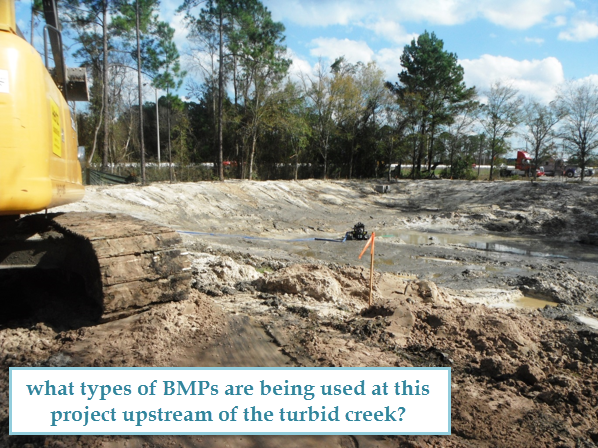 what types of BMPs are being used at this
project upstream of the turbid creek?